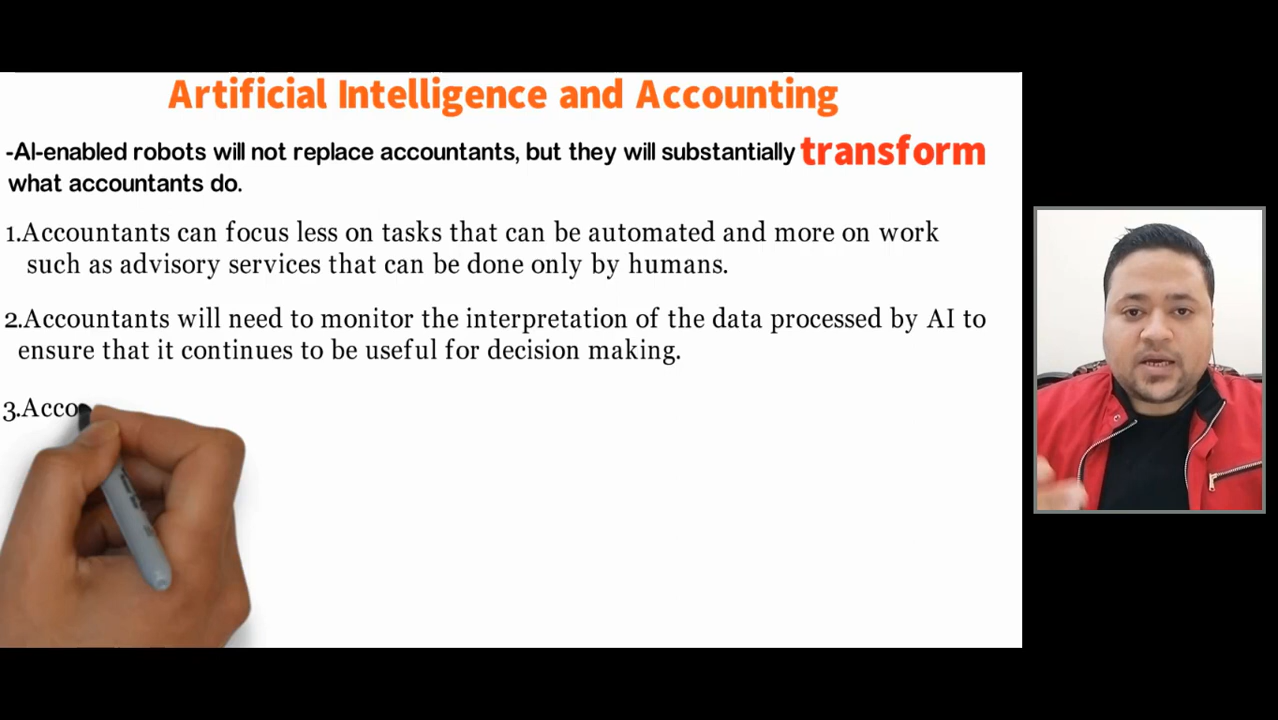 Artificial Intelligence and Accounting
-AI-enabled robots will not replace accountants, but they will substantially transform
what accountants do.
1.Accountants can focus less on tasks that can be automated and more on work
such as advisory services that can be done only by humans.
2.Accountants will need to monitor the interpretation of the data processed by AI to
ensure that it continues to be useful for decision making.
3.Acco